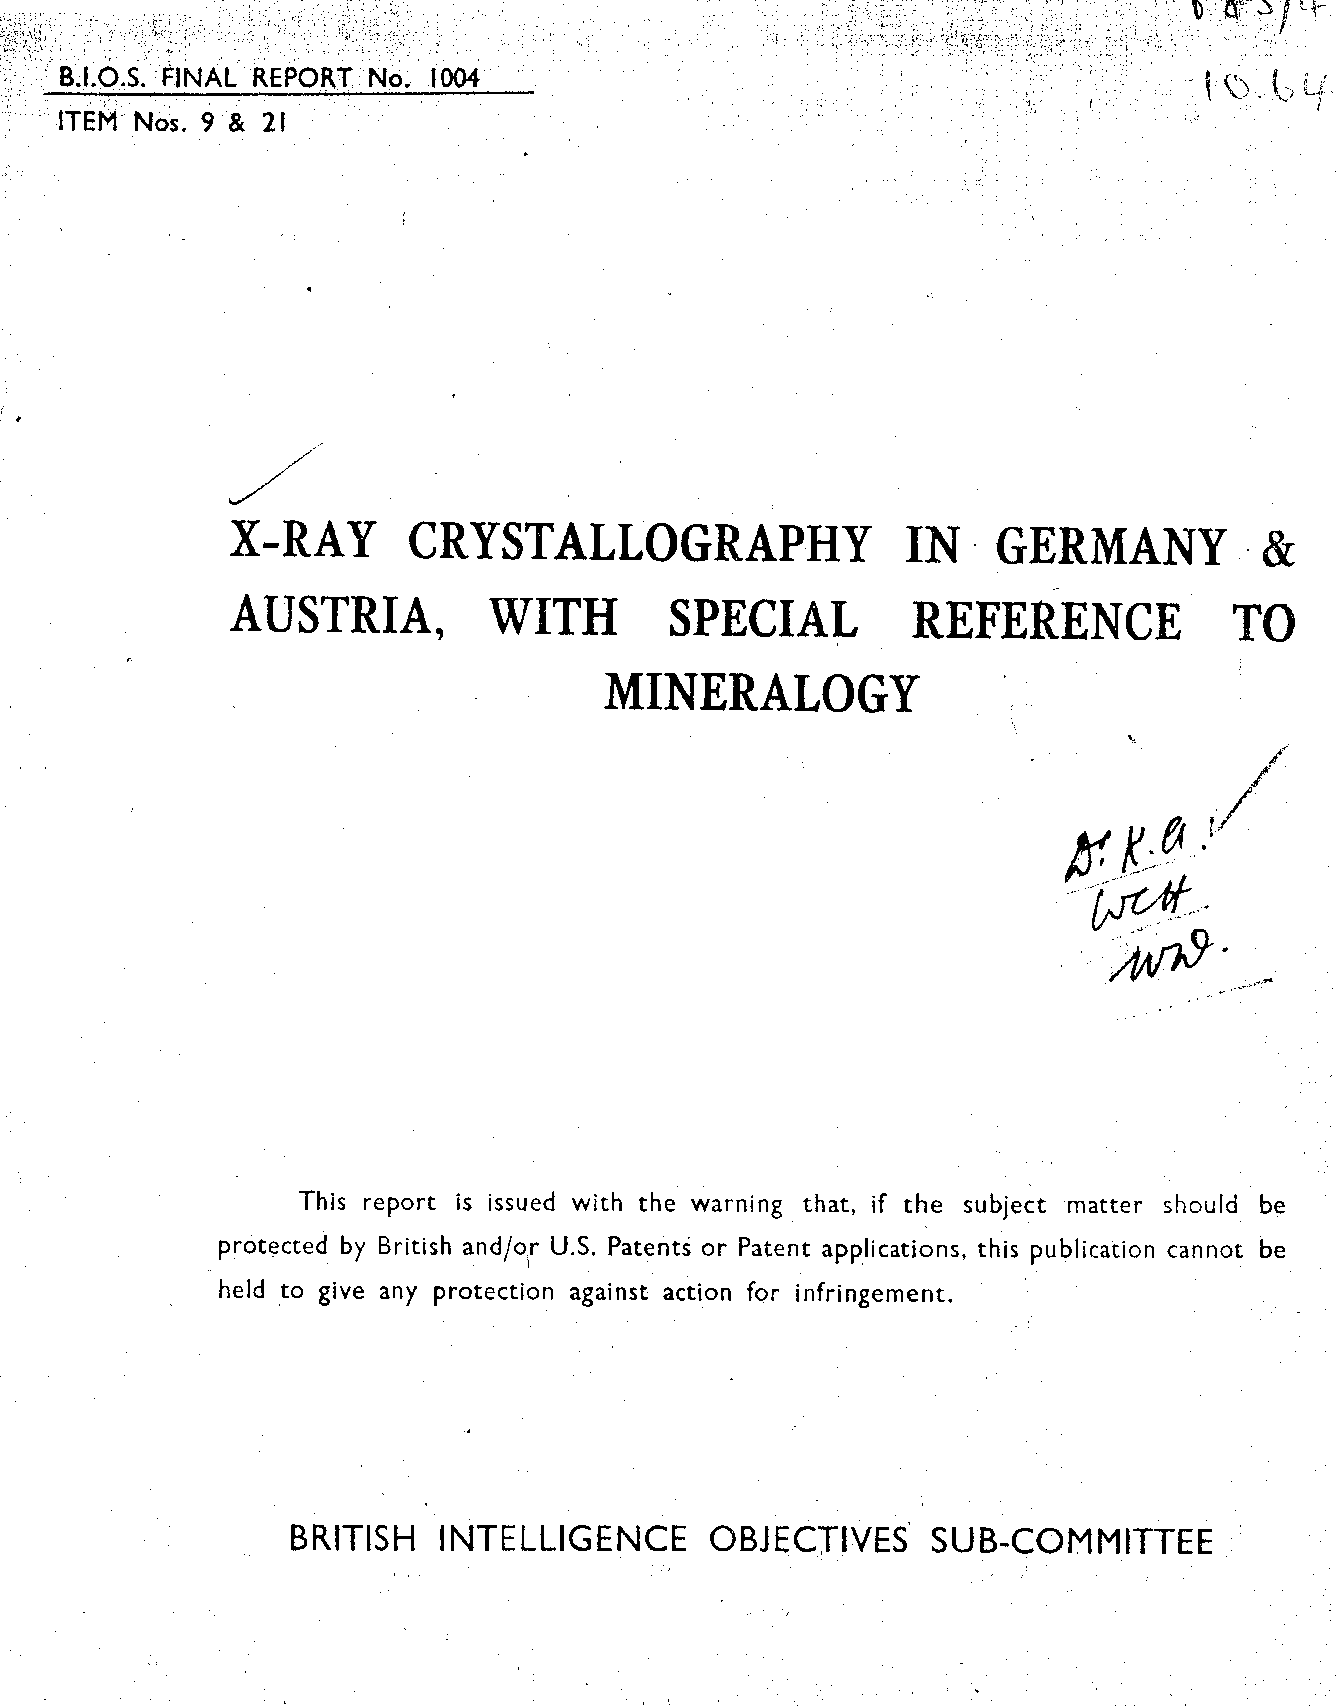 B.I.O.S. FINAL REPORT No. 1004
10.64
ITEM Nos. 9 & 21
X-RAY CRYSTALLOGRAPHY IN GERMANY &
AUSTRIA, WITH SPECIAL REFERENCE TO
MINERALOGY
Dr. K.G.
WCH
This report is issued with the warning that, if the subject matter should be
protected by British and/or U.S. Patents or Patent applications, this publication cannot be
held to give any protection against action for infringement.
BRITISH INTELLIGENCE OBJECTIVES SUB-COMMITTEE